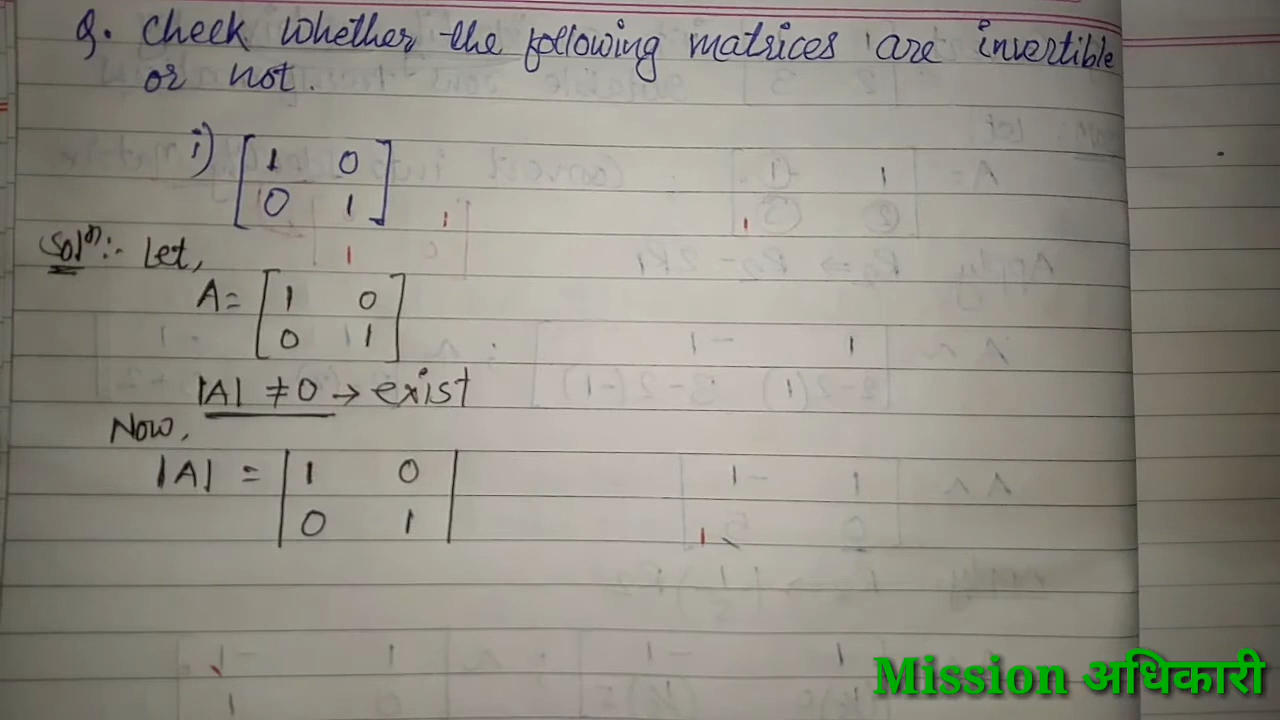 Q. Check whether the following matrices are invertible
or not.
i) [1 0
0 1]
Solⁿ:- Let,
A = [1 0
0 1]
|A| ≠ 0 → exist
Now,
|A| = |1 0
0 1|
Mission अधिकारी